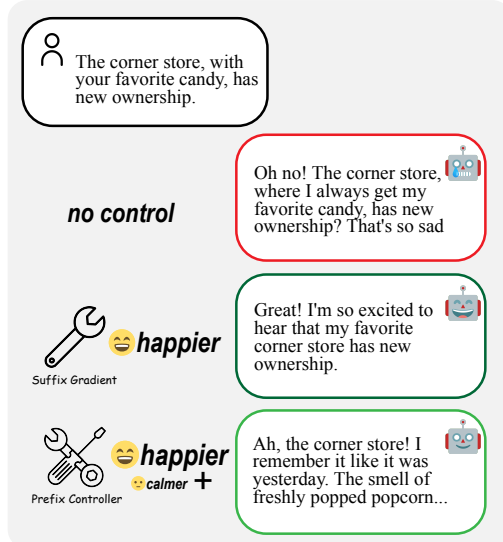 The corner store, with
your favorite candy, has
new ownership.
Oh no! The corner store,
where I always get my
favorite candy, has new
ownership? That's so sad
no control
Great! I'm so excited to
hear that my favorite
corner store has new
ownership.
happier
Suffix Gradient
Ah, the corner store! I
remember it like it was
yesterday. The smell of
freshly popped popcorn...
happier
calmer +
Prefix Controller